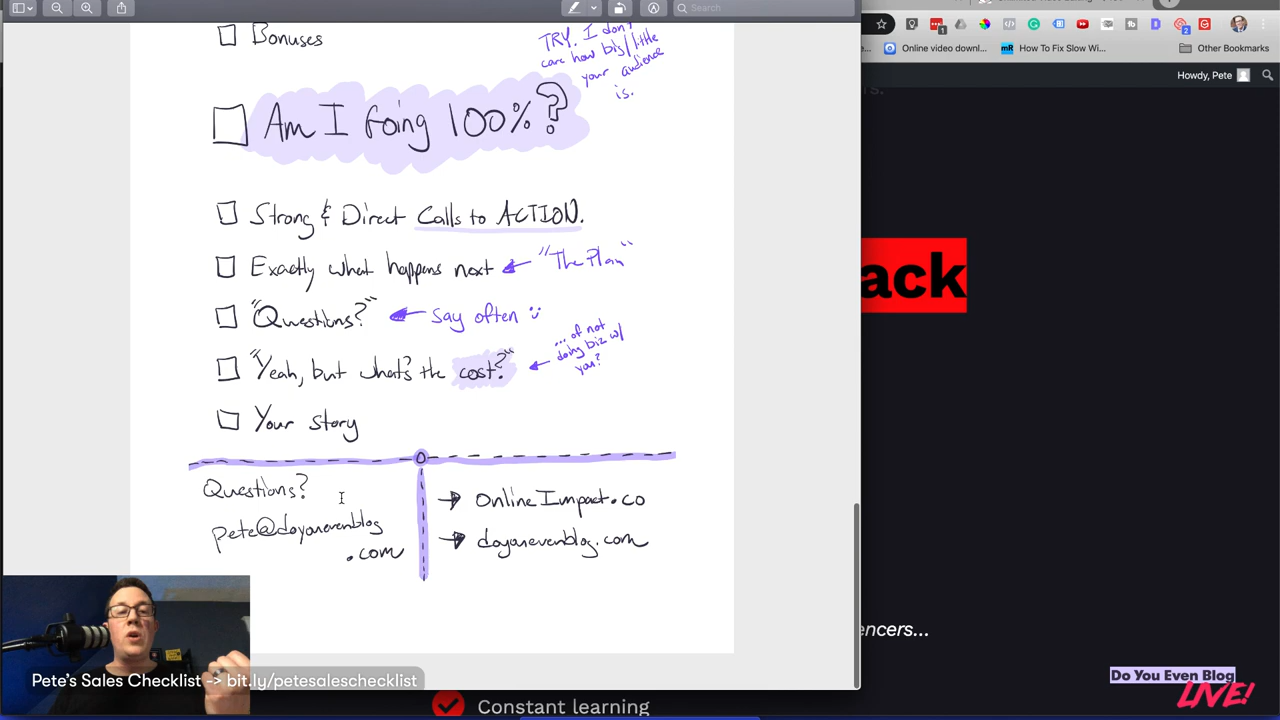 Search
Online video downl...
How To Fix Slow Wi...
Other Bookmarks
Howdy, Pete
Bonuses
TRY. I don't
care how big/little
your audience
is.
Am I Going 100%?
Strong & Direct Calls to ACTION.
Exactly what happens next
"The Plan"
"Questions?"
Say often
"Yeah, but what's the cost?"
... of not
doing biz w/
you?
Your story
Questions?
pete@doyouevenblog
.com
OnlineImpact.co
doyouevenblog.com
ers.
ack
encers...
Pete's Sales Checklist -> bit.ly/petesaleschecklist
Constant learning
Do You Even Blog
LIVE!